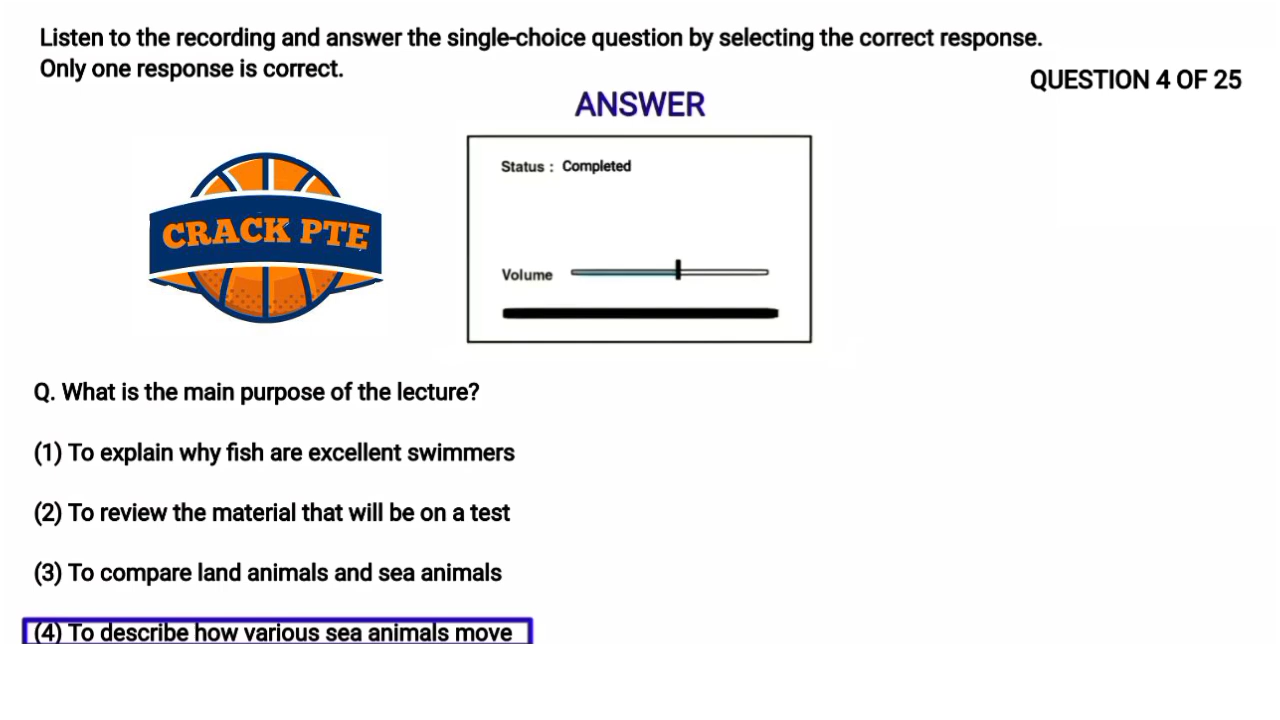 Listen to the recording and answer the single-choice question by selecting the correct response.
Only one response is correct.
QUESTION 4 OF 25
ANSWER
CRACK PTE
Status : Completed
Volume
Q. What is the main purpose of the lecture?
(1) To explain why fish are excellent swimmers
(2) To review the material that will be on a test
(3) To compare land animals and sea animals
(4) To describe how various sea animals move